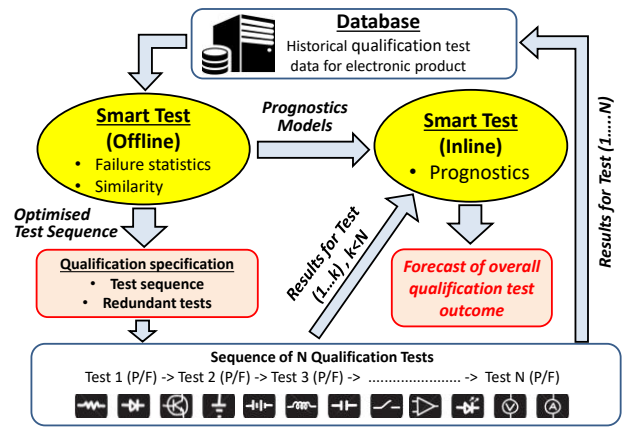 Database
Historical qualification test
data for electronic product
Smart Test
(Offline)
• Failure statistics
• Similarity
Prognostics
Models
Smart Test
(Inline)
• Prognostics
Results for Test (1.....N)
Optimised
Test Sequence
Qualification specification
• Test sequence
• Redundant tests
Results for Test
(1...k) , k<N
Forecast of overall
qualification test
outcome
Sequence of N Qualification Tests
Test 1 (P/F) -> Test 2 (P/F) -> Test 3 (P/F) -> ....................... -> Test N (P/F)
V
A